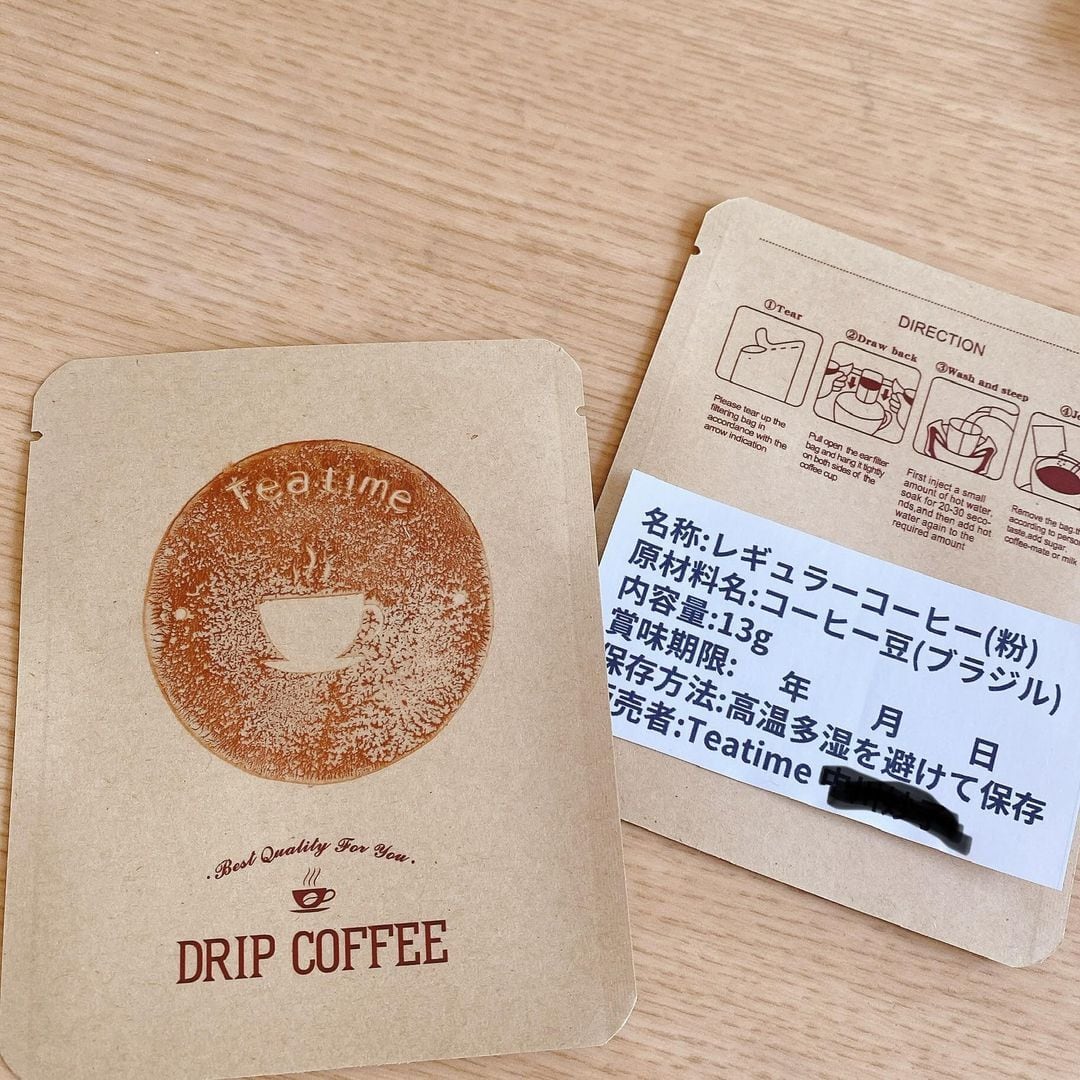 Teatime
· Best Quality For You ·
DRIP COFFEE
DIRECTION
①Tear
Please tear up the
filtering bag in
accordance with the
arrow indication
②Draw back
Pull open the ear filter
bag and hang it tightly
on both sides of the
coffee cup
③Wash and steep
First inject a small
amount of hot water,
soak for 20-30 seco-
nds,and then add hot
water again to the
required amount
④
Remove the bag,
according to
taste,add sugar,
coffee-mate or milk
名称:レギュラーコーヒー(粉)
原材料名:コーヒー豆(ブラジル)
内容量:13g
賞味期限: 年 月 日
保存方法:高温多湿を避けて保存
売者:Teatime